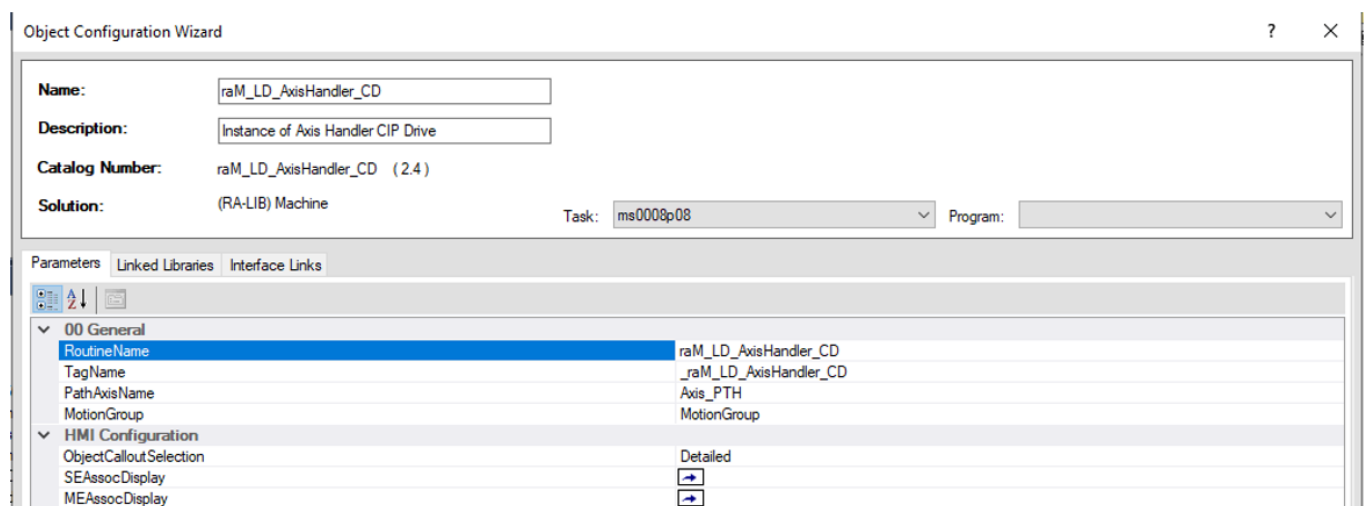 Object Configuration Wizard ? ×
Name: raM_LD_AxisHandler_CD
Description: Instance of Axis Handler CIP Drive
Catalog Number: raM_LD_AxisHandler_CD ( 2.4 )
Solution: (RA-LIB) Machine Task: ms0008p08 Program:
Parameters Linked Libraries Interface Links
00 General
RoutineName raM_LD_AxisHandler_CD
TagName _raM_LD_AxisHandler_CD
PathAxisName Axis_PTH
MotionGroup MotionGroup
HMI Configuration
ObjectCalloutSelection Detailed
SEAssocDisplay
MEAssocDisplay